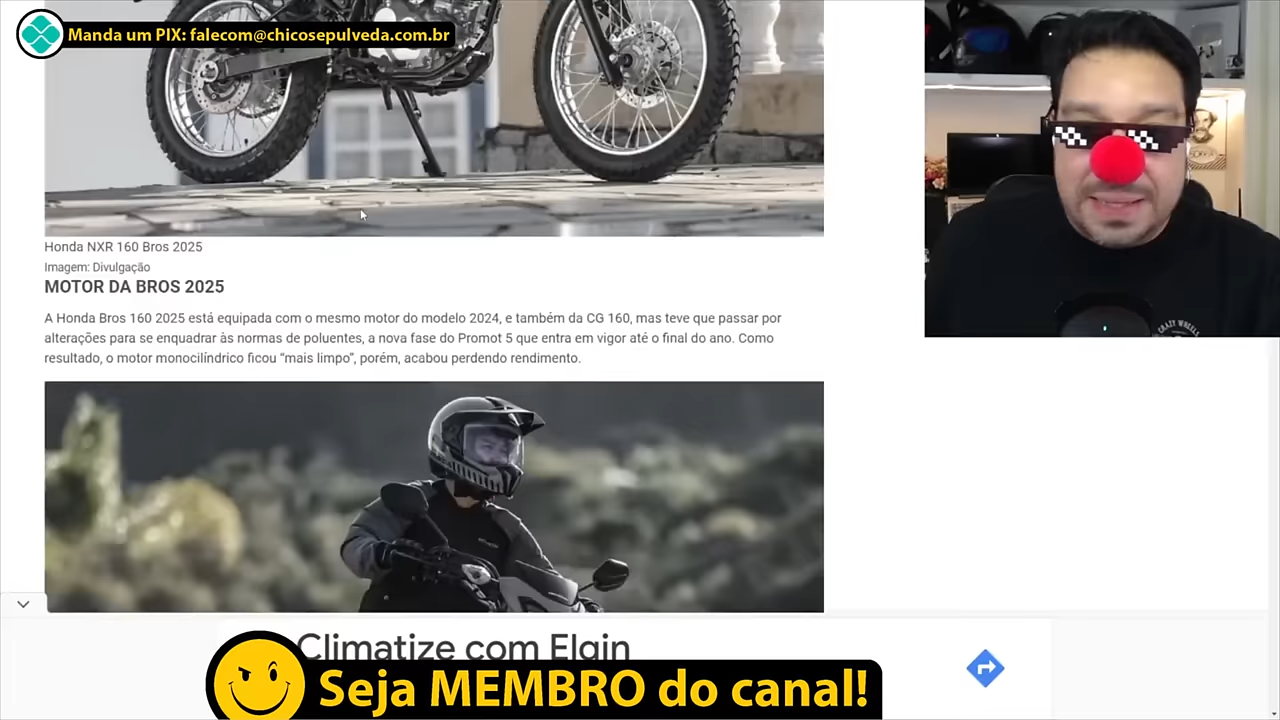 Manda um PIX: falecom@chicosepulveda.com.br
Honda NXR 160 Bros 2025
Imagem: Divulgação
MOTOR DA BROS 2025
A Honda Bros 160 2025 está equipada com o mesmo motor do modelo 2024, e também da CG 160, mas teve que passar por
alterações para se enquadrar às normas de poluentes, a nova fase do Promot 5 que entra em vigor até o final do ano. Como
resultado, o motor monocilíndrico ficou “mais limpo”, porém, acabou perdendo rendimento.
CRAZY WHEELS
Climatize com Elgin
Seja MEMBRO do canal!